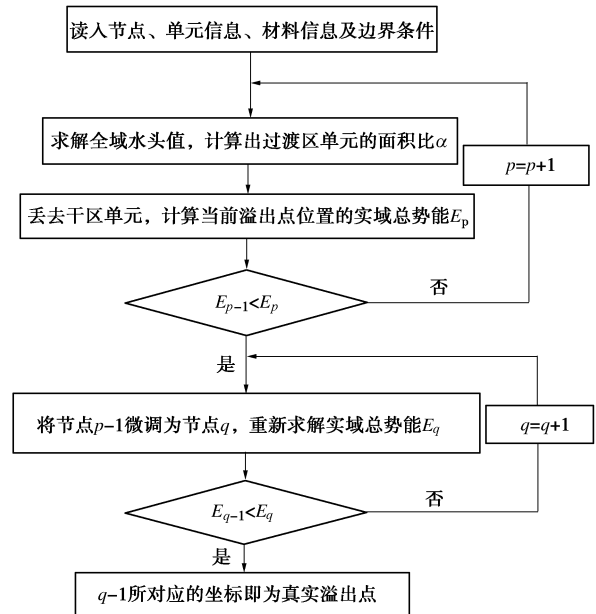 读入节点、单元信息、材料信息及边界条件
求解全域水头值，计算出过渡区单元的面积比α
p=p+1
丢去干区单元，计算当前溢出点位置的实域总势能Ep
否
Ep−1<Ep
是
将节点p−1微调为节点q，重新求解实域总势能Eq
q=q+1
否
Eq−1<Eq
是
q−1所对应的坐标即为真实溢出点